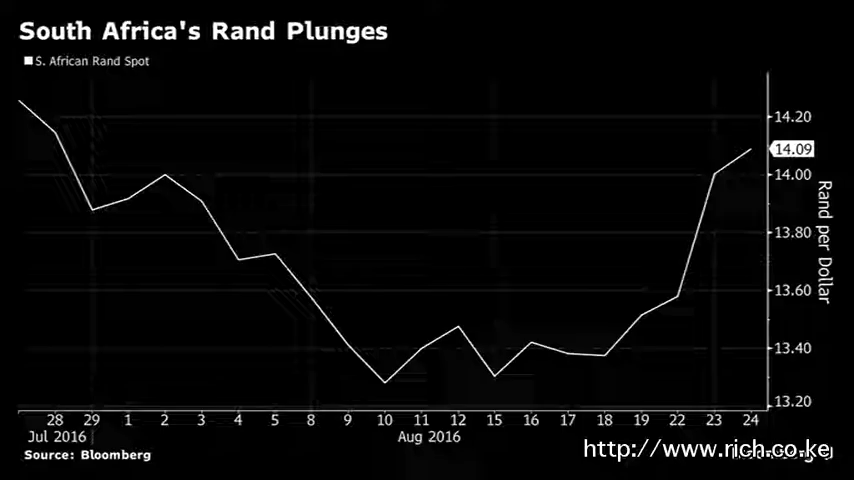 South Africa's Rand Plunges
S. African Rand Spot
14.20
14.09
14.00
13.80
13.60
13.40
13.20
Rand per Dollar
28 29 1 2 3 4 5 8 9 10 11 12 15 16 17 18 19 22 23 24
Jul 2016 Aug 2016
Source: Bloomberg
http://www.rich.co.ke